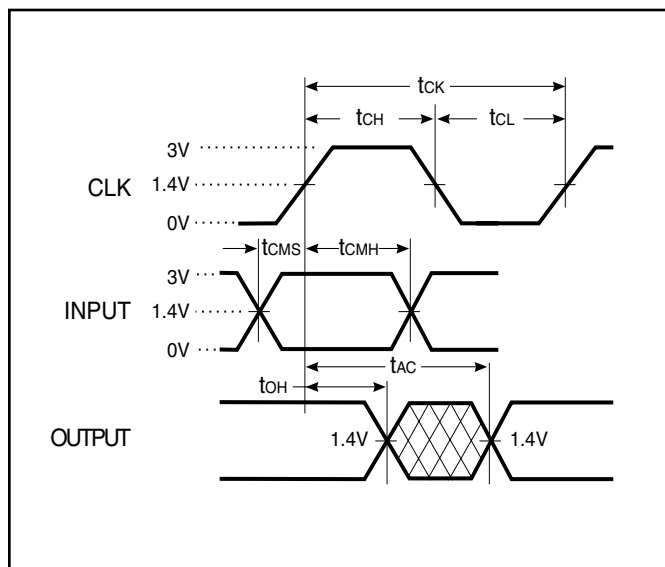 tCK
tCH tCL
3V
CLK 1.4V
0V
tCMS tCMH
3V
INPUT 1.4V
0V
tAC
tOH
OUTPUT 1.4V 1.4V